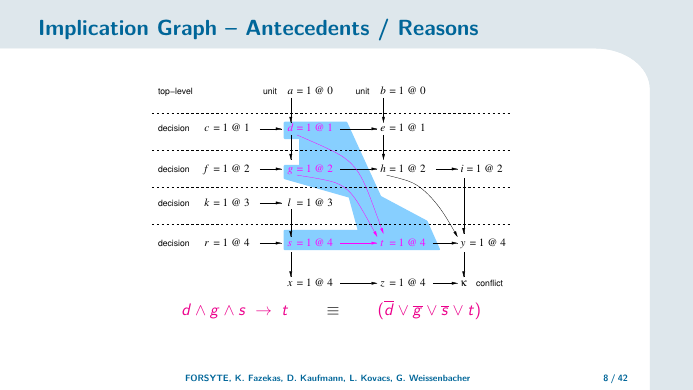 Implication Graph – Antecedents / Reasons
top−level unit a = 1 @ 0 unit b = 1 @ 0
decision c = 1 @ 1 d = 1 @ 1 e = 1 @ 1
decision f = 1 @ 2 g = 1 @ 2 h = 1 @ 2 i = 1 @ 2
decision k = 1 @ 3 l = 1 @ 3
decision r = 1 @ 4 s = 1 @ 4 t = 1 @ 4 y = 1 @ 4
x = 1 @ 4 z = 1 @ 4 κ conflict
d ∧ g ∧ s → t ≡ (d̅ ∨ g̅ ∨ s̅ ∨ t)
FORSYTE, K. Fazekas, D. Kaufmann, L. Kovacs, G. Weissenbacher 8 / 42